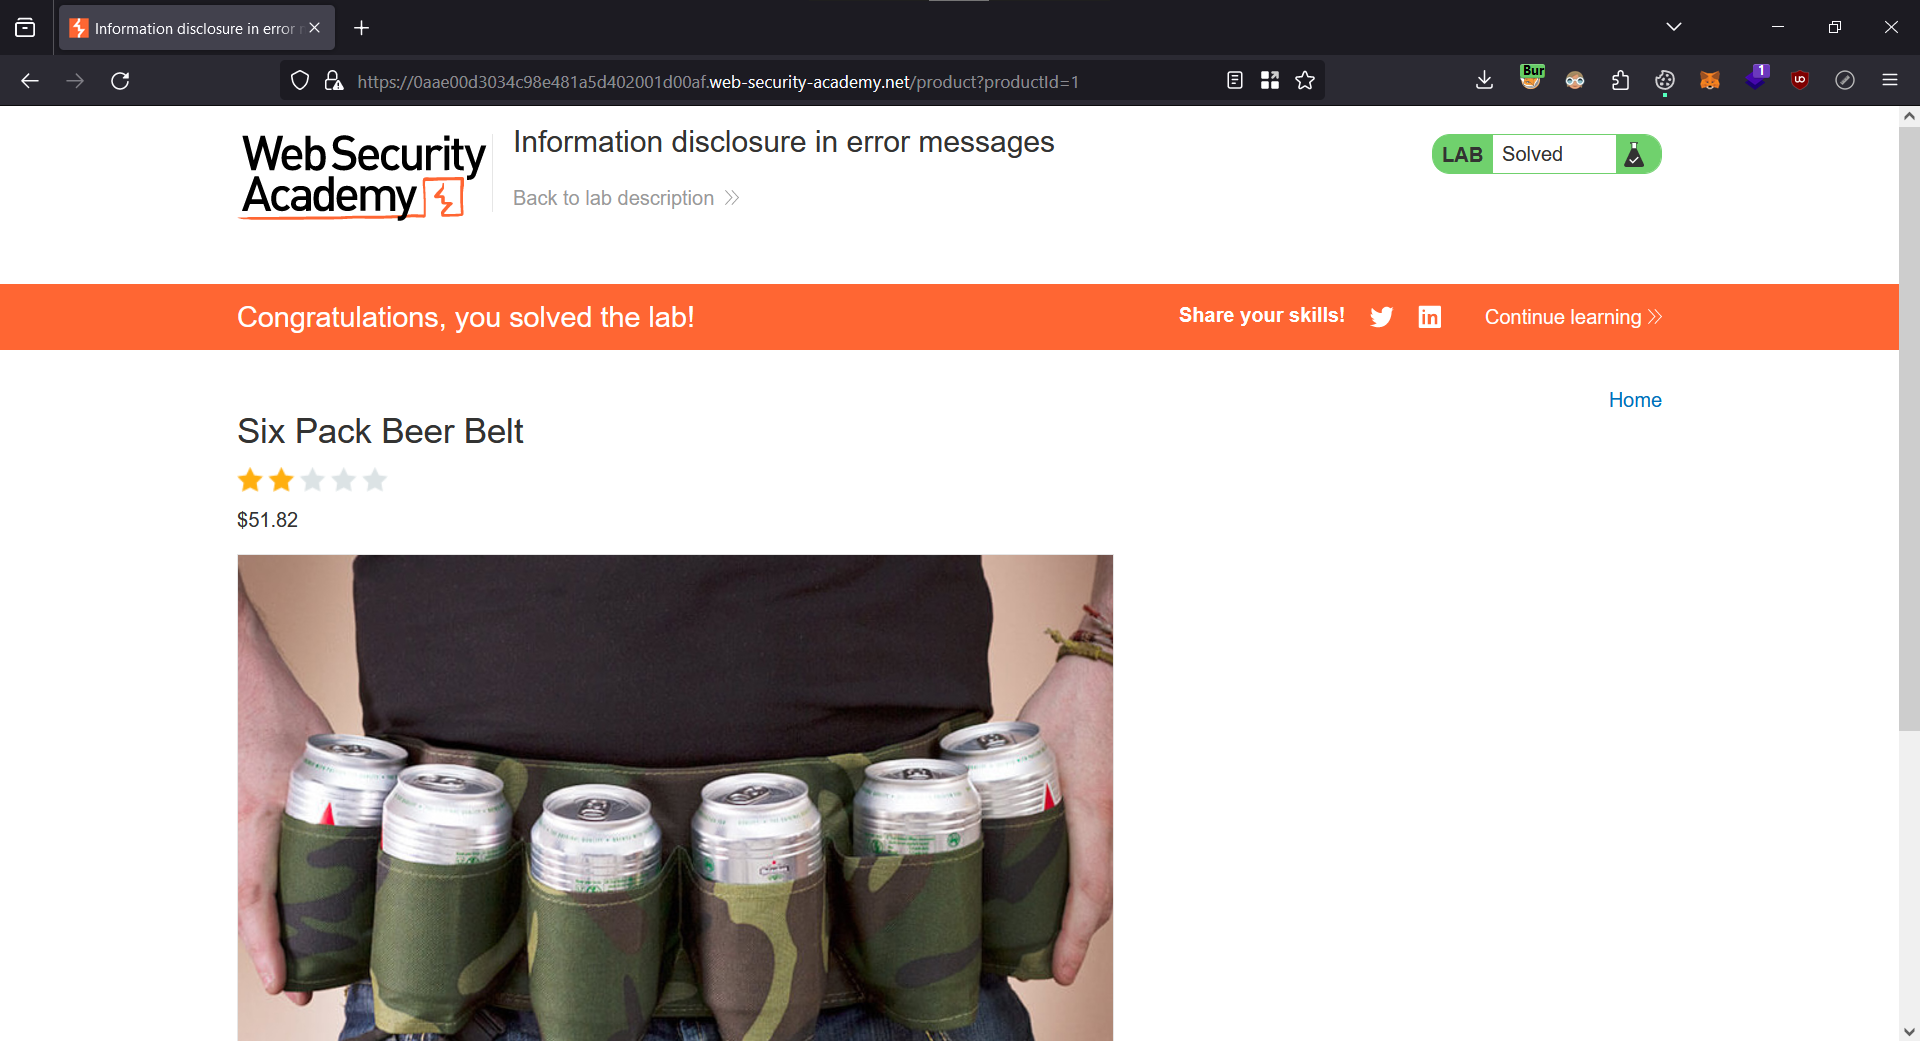 Information disclosure in error
https://0aae00d3034c98e481a5d402001d00af.web-security-academy.net/product?productId=1
Bur
1
Web Security
Academy
Information disclosure in error messages
Back to lab description
LAB Solved
Congratulations, you solved the lab!
Share your skills!
Continue learning
Home
Six Pack Beer Belt
$51.82